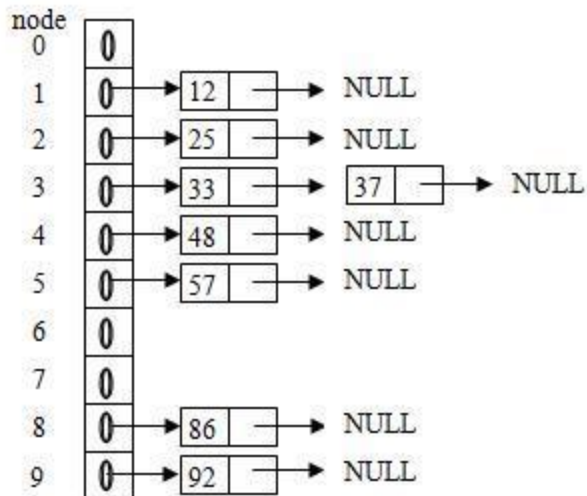 node
0 0
1 0 12 NULL
2 0 25 NULL
3 0 33 37 NULL
4 0 48 NULL
5 0 57 NULL
6 0
7 0
8 0 86 NULL
9 0 92 NULL